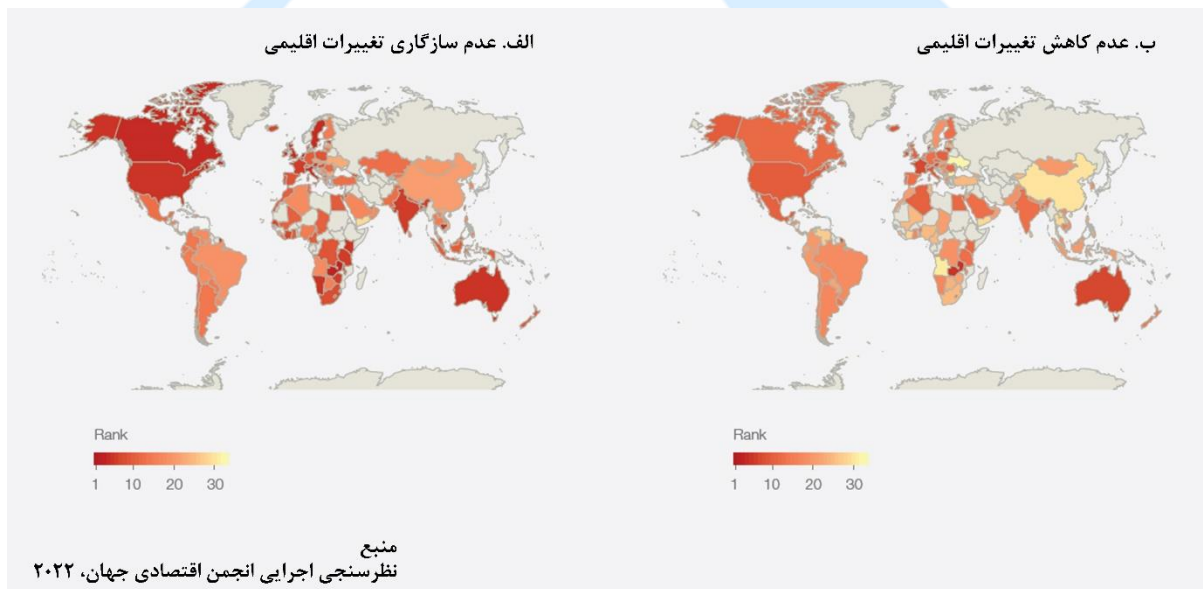 الف. عدم سازگاری تغییرات اقلیمی
ب. عدم کاهش تغییرات اقلیمی
Rank
1 10 20 30
Rank
1 10 20 30
منبع
نظرسنجی اجرایی انجمن اقتصادی جهان، ۲۰۲۲